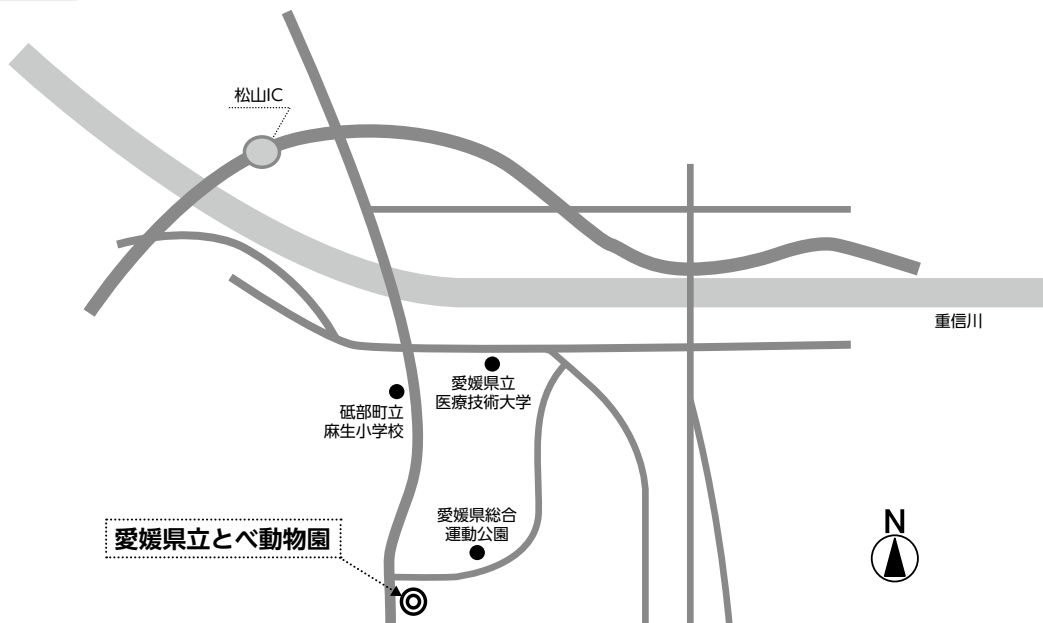 松山IC
重信川
愛媛県立
医療技術大学
砥部町立
麻生小学校
愛媛県総合
運動公園
愛媛県立とべ動物園
N